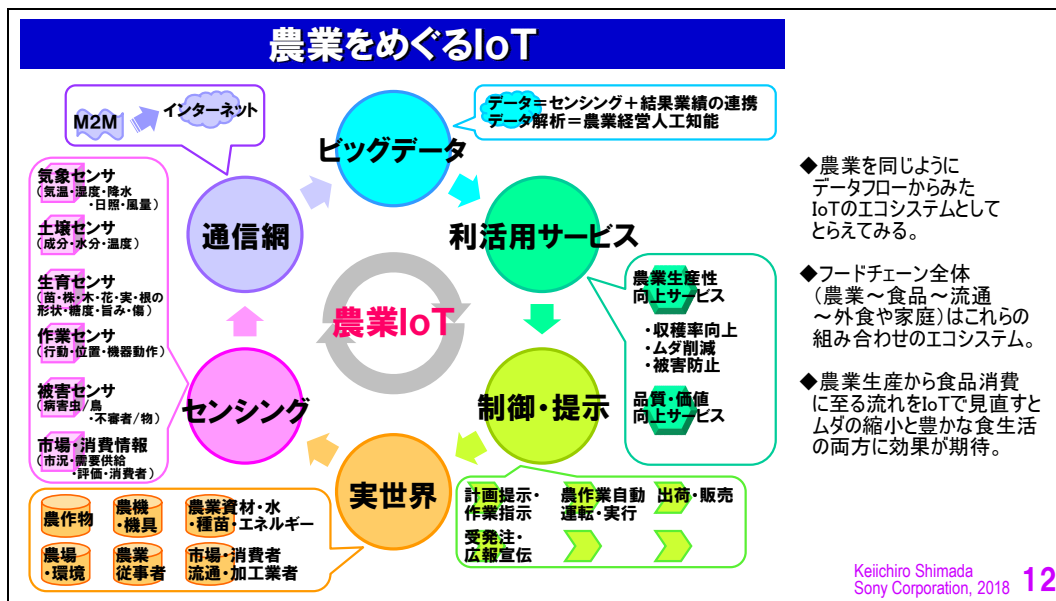 農業をめぐるIoT
M2M
インターネット
データ＝センシング＋結果業績の連携
データ解析＝農業経営人工知能
ビッグデータ
通信網
利活用サービス
農業IoT
センシング
制御・提示
実世界
気象センサ
（気温・湿度・降水
・日照・風量）
土壌センサ
（成分・水分・温度）
生育センサ
（苗・株・木・花・実・根の
形状・糖度・旨み・傷）
作業センサ
（行動・位置・機器動作）
被害センサ
（病害虫/鳥
・不審者/物）
市場・消費情報
（市況・需要供給
・評価・消費者）
農業生産性
向上サービス
・収穫率向上
・ムダ削減
・被害防止
品質・価値
向上サービス
計画提示・
作業指示
農作業自動
運転・実行
出荷・販売
受発注・
広報宣伝
農作物
農機
・機具
農業資材・水
・種苗・エネルギー
農場
・環境
農業
従事者
市場・消費者
流通・加工業者
◆農業を同じように
データフローからみた
IoTのエコシステムとして
とらえてみる。
◆フードチェーン全体
（農業～食品～流通
～外食や家庭）はこれらの
組み合わせのエコシステム。
◆農業生産から食品消費
に至る流れをIoTで見直すと
ムダの縮小と豊かな食生活
の両方に効果が期待。
Keiichiro Shimada
Sony Corporation, 2018 12